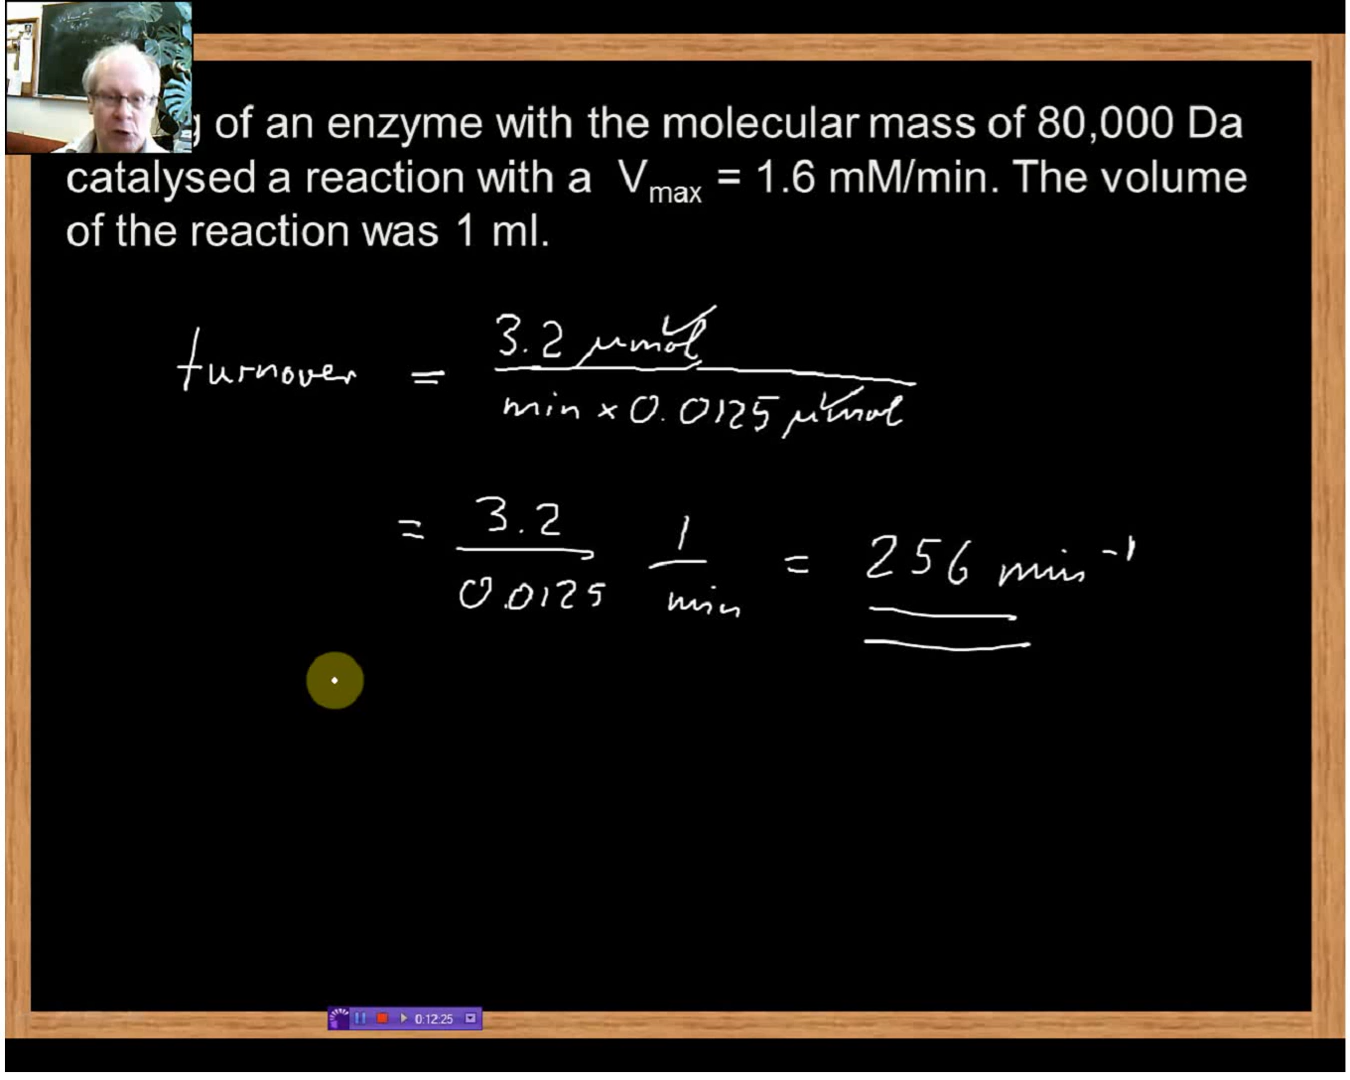 of an enzyme with the molecular mass of 80,000 Da
catalysed a reaction with a Vmax = 1.6 mM/min. The volume
of the reaction was 1 ml.
turnover = 3.2 μmol / min × 0.0125 μmol
= 3.2 / 0.0125 1 / min = 256 min⁻¹
0:12:25